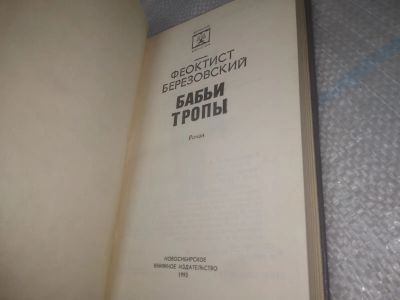 ФЕОКТИСТ
БЕРЕЗОВСКИЙ
БАБЬИ
ТРОПЫ
Роман
НОВОСИБИРСКОЕ
КНИЖНОЕ ИЗДАТЕЛЬСТВО